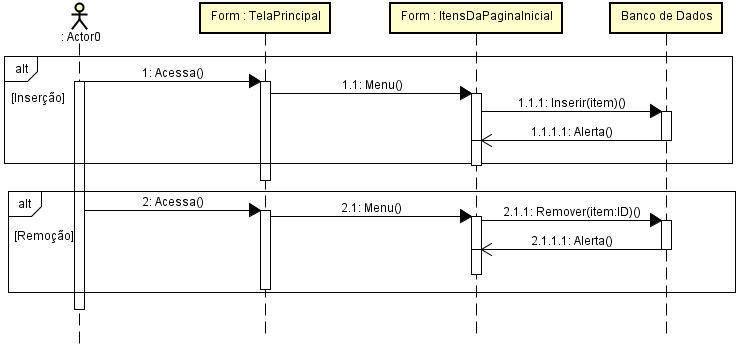 : Actor0
Form : TelaPrincipal
Form : ItensDaPaginaInicial
Banco de Dados
alt
[Inserção]
1: Acessa()
1.1: Menu()
1.1.1: Inserir(item)()
1.1.1.1: Alerta()
alt
[Remoção]
2: Acessa()
2.1: Menu()
2.1.1: Remover(item:ID)()
2.1.1.1: Alerta()